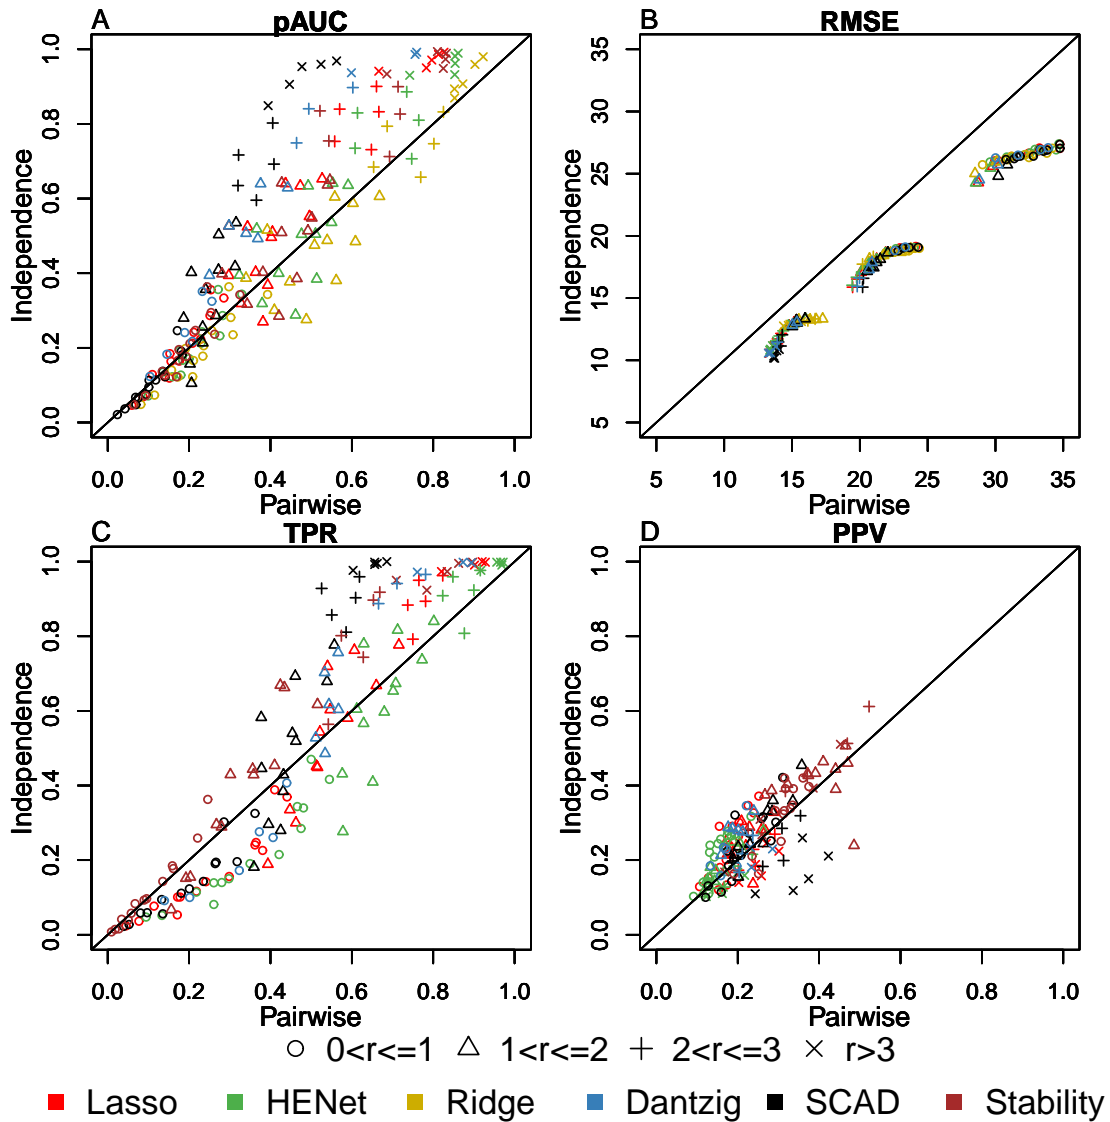 A pAUC
B RMSE
Independence
0.0 0.2 0.4 0.6 0.8 1.0
0.0 0.2 0.4 0.6 0.8 1.0
Pairwise
Independence
5 10 15 20 25 30 35
5 10 15 20 25 30 35
Pairwise
C TPR
D PPV
Independence
0.0 0.2 0.4 0.6 0.8 1.0
0.0 0.2 0.4 0.6 0.8 1.0
Pairwise
Independence
0.0 0.2 0.4 0.6 0.8 1.0
0.0 0.2 0.4 0.6 0.8 1.0
Pairwise
0<r<=1 1<r<=2 2<r<=3 r>3
Lasso HENet Ridge Dantzig SCAD Stability